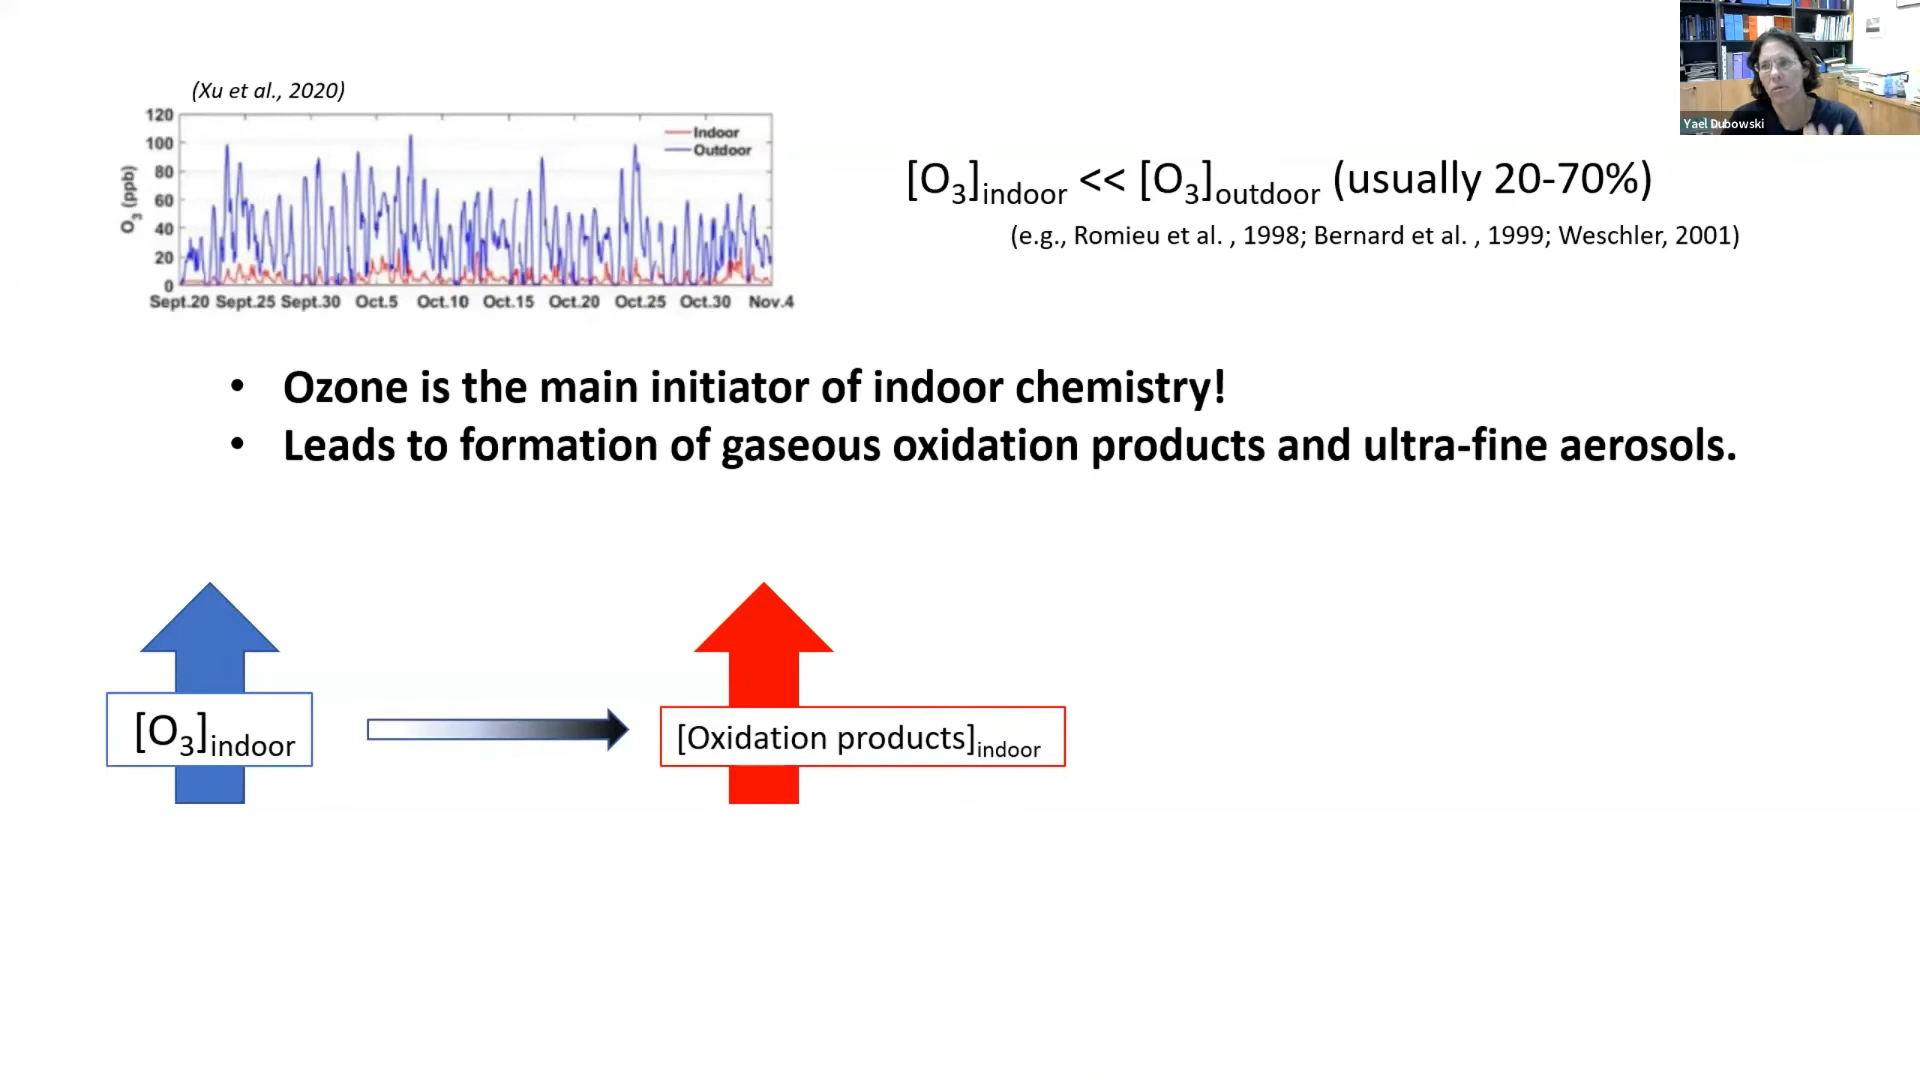 Yael Dubowski
(Xu et al., 2020)
120
100
80
60
40
20
0
O3 (ppb)
Indoor
Outdoor
Sept.20 Sept.25 Sept.30 Oct.5 Oct.10 Oct.15 Oct.20 Oct.25 Oct.30 Nov.4
[O3]indoor << [O3]outdoor (usually 20-70%)
(e.g., Romieu et al. , 1998; Bernard et al. , 1999; Weschler, 2001)
• Ozone is the main initiator of indoor chemistry!
• Leads to formation of gaseous oxidation products and ultra-fine aerosols.
[O3]indoor
[Oxidation products]indoor